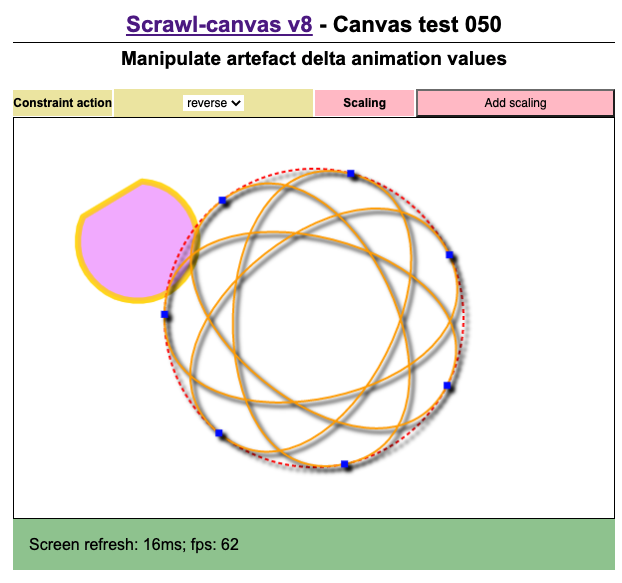 Scrawl-canvas v8 - Canvas test 050
Manipulate artefact delta animation values
Constraint action reverse Scaling Add scaling
Screen refresh: 16ms; fps: 62